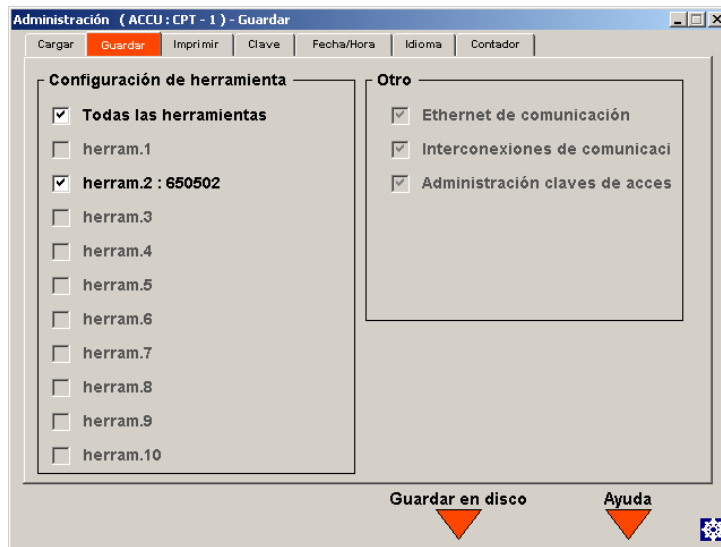 Administración ( ACCU : CPT - 1 ) - Guardar
Cargar Guardar Imprimir Clave Fecha/Hora Idioma Contador
Configuración de herramienta
Todas las herramientas
herram.1
herram.2 : 650502
herram.3
herram.4
herram.5
herram.6
herram.7
herram.8
herram.9
herram.10
Otro
Ethernet de comunicación
Interconexiones de comunicaci
Administración claves de acces
Guardar en disco Ayuda